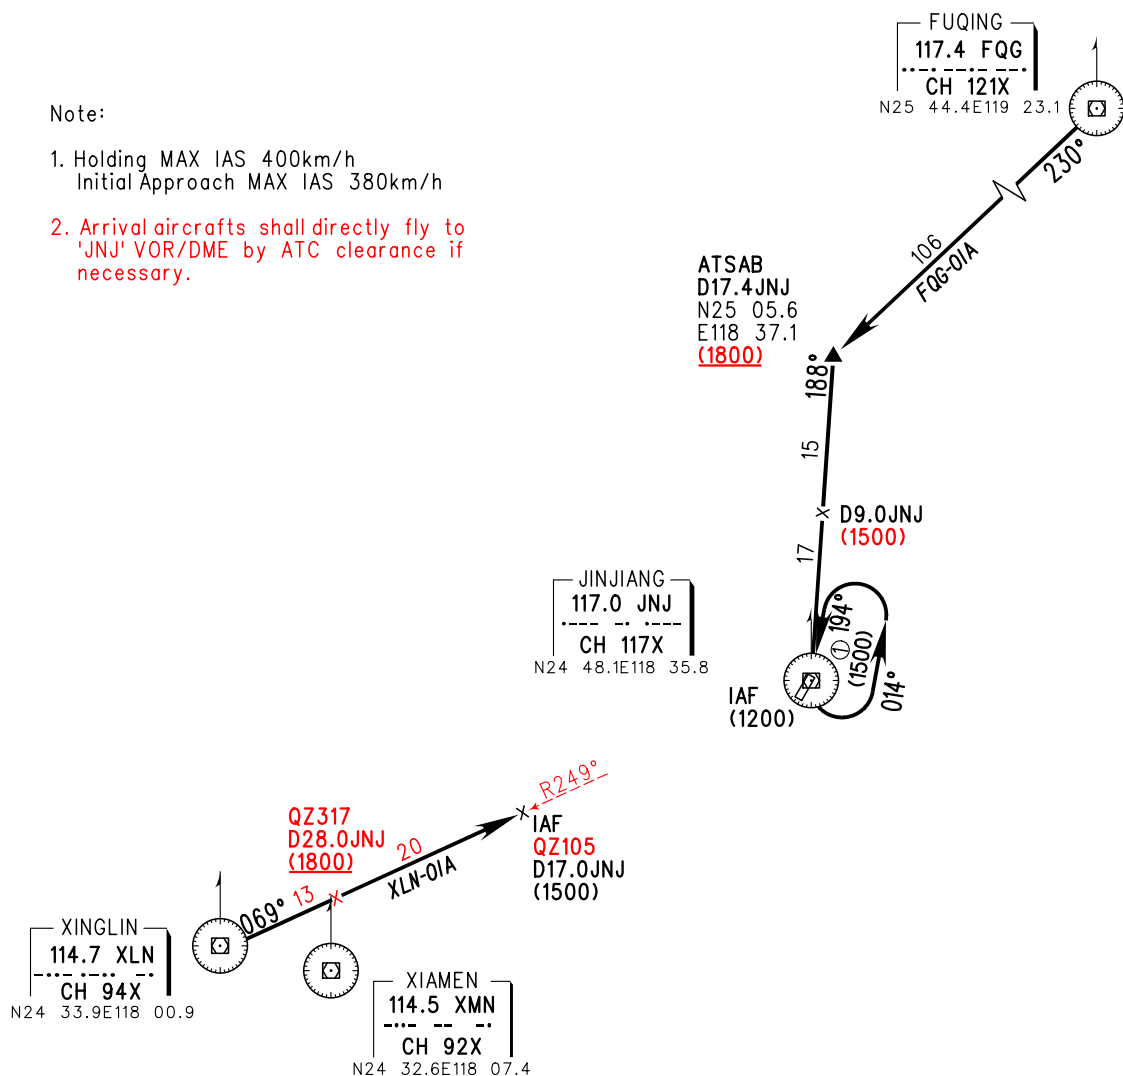 Note:
1. Holding MAX IAS 400km/h
Initial Approach MAX IAS 380km/h
2. Arrival aircrafts shall directly fly to
'JNJ' VOR/DME by ATC clearance if
necessary.
FUQING
117.4 FQG
CH 121X
N25 44.4E119 23.1
230°
106
FQG-01A
ATSAB
D17.4JNJ
N25 05.6
E118 37.1
(1800)
188°
15
D9.0JNJ
(1500)
17
JINJIANG
117.0 JNJ
CH 117X
N24 48.1E118 35.8
194°
1
(1500)
014°
IAF
(1200)
R249°
QZ317
D28.0JNJ
(1800)
20
IAF
QZ105
D17.0JNJ
(1500)
XLN-01A
13
069°
XINGLIN
114.7 XLN
CH 94X
N24 33.9E118 00.9
XIAMEN
114.5 XMN
CH 92X
N24 32.6E118 07.4